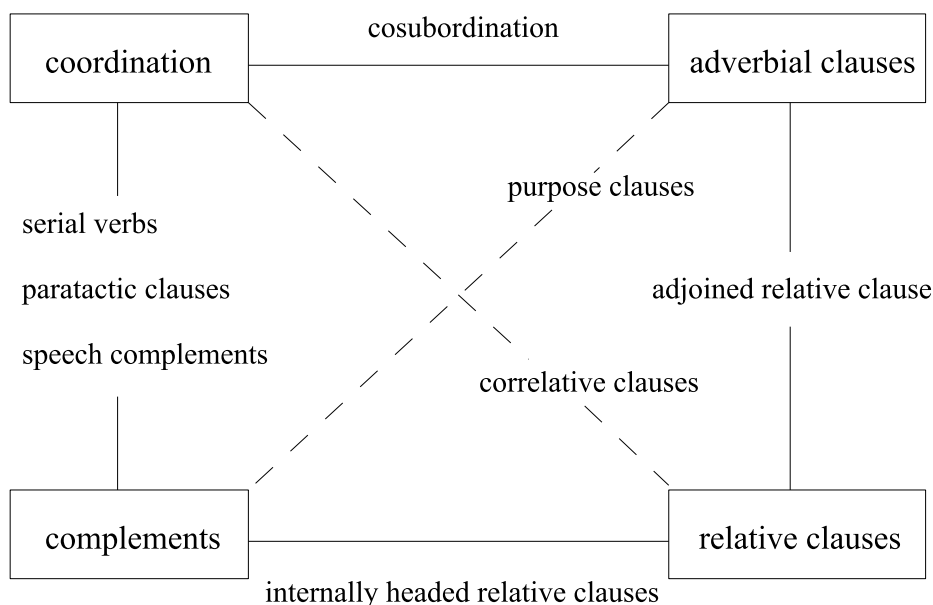 cosubordination
coordination
adverbial clauses
purpose clauses
serial verbs
paratactic clauses
adjoined relative clause
speech complements
correlative clauses
complements
relative clauses
internally headed relative clauses